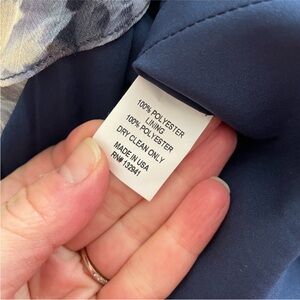 100% POLYESTER
LINING
100% POLYESTER
DRY CLEAN ONLY
MADE IN USA
RN# 132941